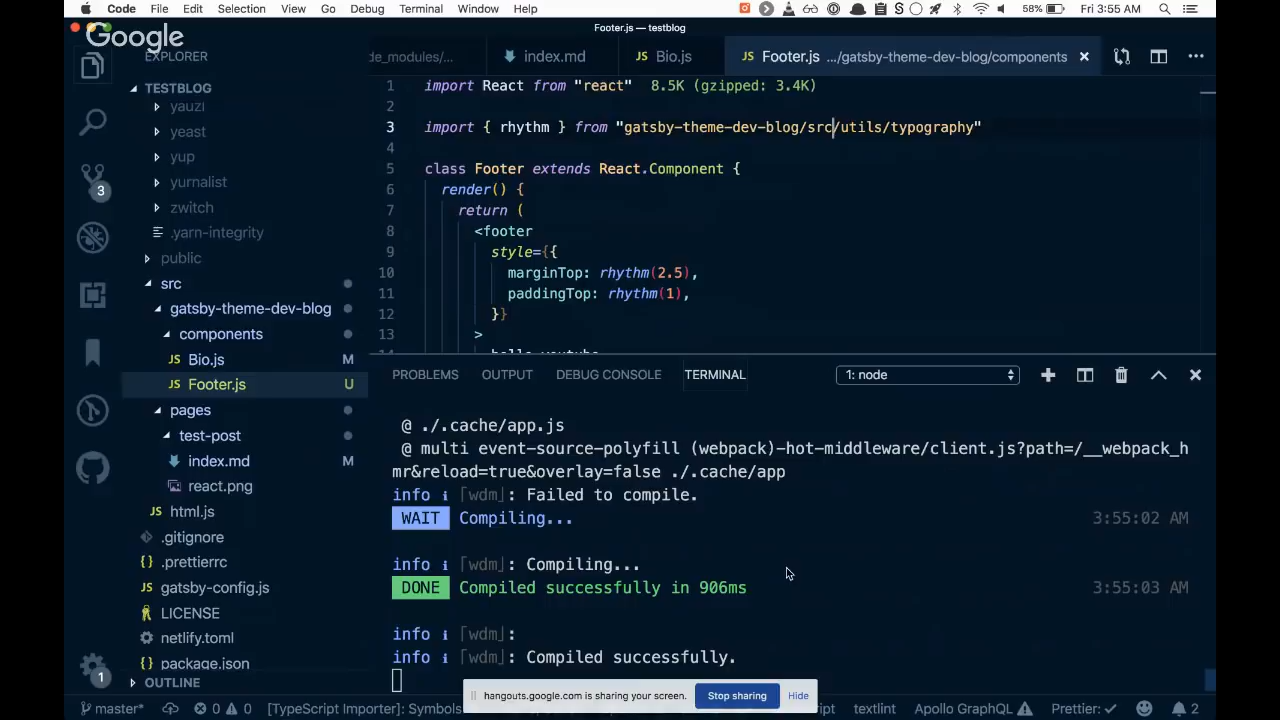 Code File Edit Selection View Go Debug Terminal Window Help 58% Fri 3:55 AM
Footer.js — testblog
Google
EXPLORER
de_modules/... index.md Bio.js Footer.js .../gatsby-theme-dev-blog/components
TESTBLOG
yauzl
yeast
yup
yurnalist
zwitch
.yarn-integrity
public
src
gatsby-theme-dev-blog
components
Bio.js M
Footer.js U
pages
test-post
index.md M
react.png
html.js
.gitignore
.prettierrc
gatsby-config.js
LICENSE
netlify.toml
package.json
OUTLINE
3
1
1 import React from "react" 8.5K (gzipped: 3.4K)
2
3 import { rhythm } from "gatsby-theme-dev-blog/src/utils/typography"
4
5 class Footer extends React.Component {
6 render() {
7 return (
8 <footer
9 style={{
10 marginTop: rhythm(2.5),
11 paddingTop: rhythm(1),
12 }}
13 >
14 hello youtube
PROBLEMS OUTPUT DEBUG CONSOLE TERMINAL 1: node
@ ./.cache/app.js
@ multi event-source-polyfill (webpack)-hot-middleware/client.js?path=/__webpack_h
mr&reload=true&overlay=false ./.cache/app
info ℹ ｢wdm｣: Failed to compile.
WAIT Compiling... 3:55:02 AM
info ℹ ｢wdm｣: Compiling...
DONE Compiled successfully in 906ms 3:55:03 AM
info ℹ ｢wdm｣:
info ℹ ｢wdm｣: Compiled successfully.
hangouts.google.com is sharing your screen. Stop sharing Hide
master* 0 0 [TypeScript Importer]: Symbols textlint Apollo GraphQL Prettier: 2